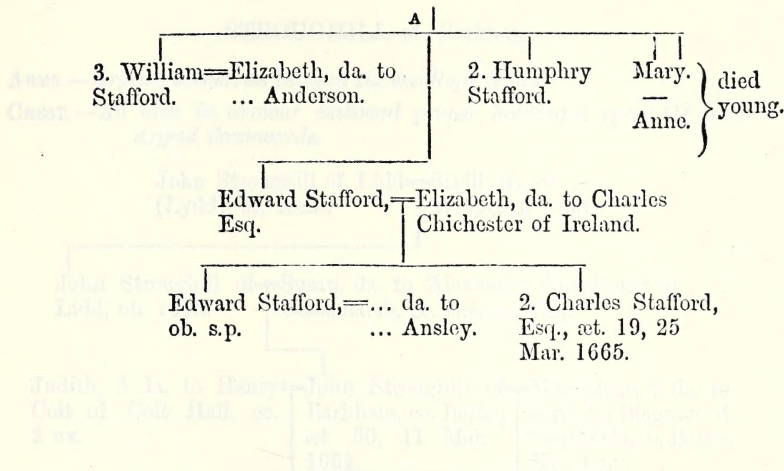 A
3. William=Elizabeth, da. to
Stafford. ... Anderson.
2. Humphry
Stafford.
Mary.
—
Anne.
} died
young.
Edward Stafford,=Elizabeth, da. to Charles
Esq. Chichester of Ireland.
Edward Stafford,=... da. to
ob. s.p. ... Ansley.
2. Charles Stafford,
Esq., æt. 19, 25
Mar. 1665.